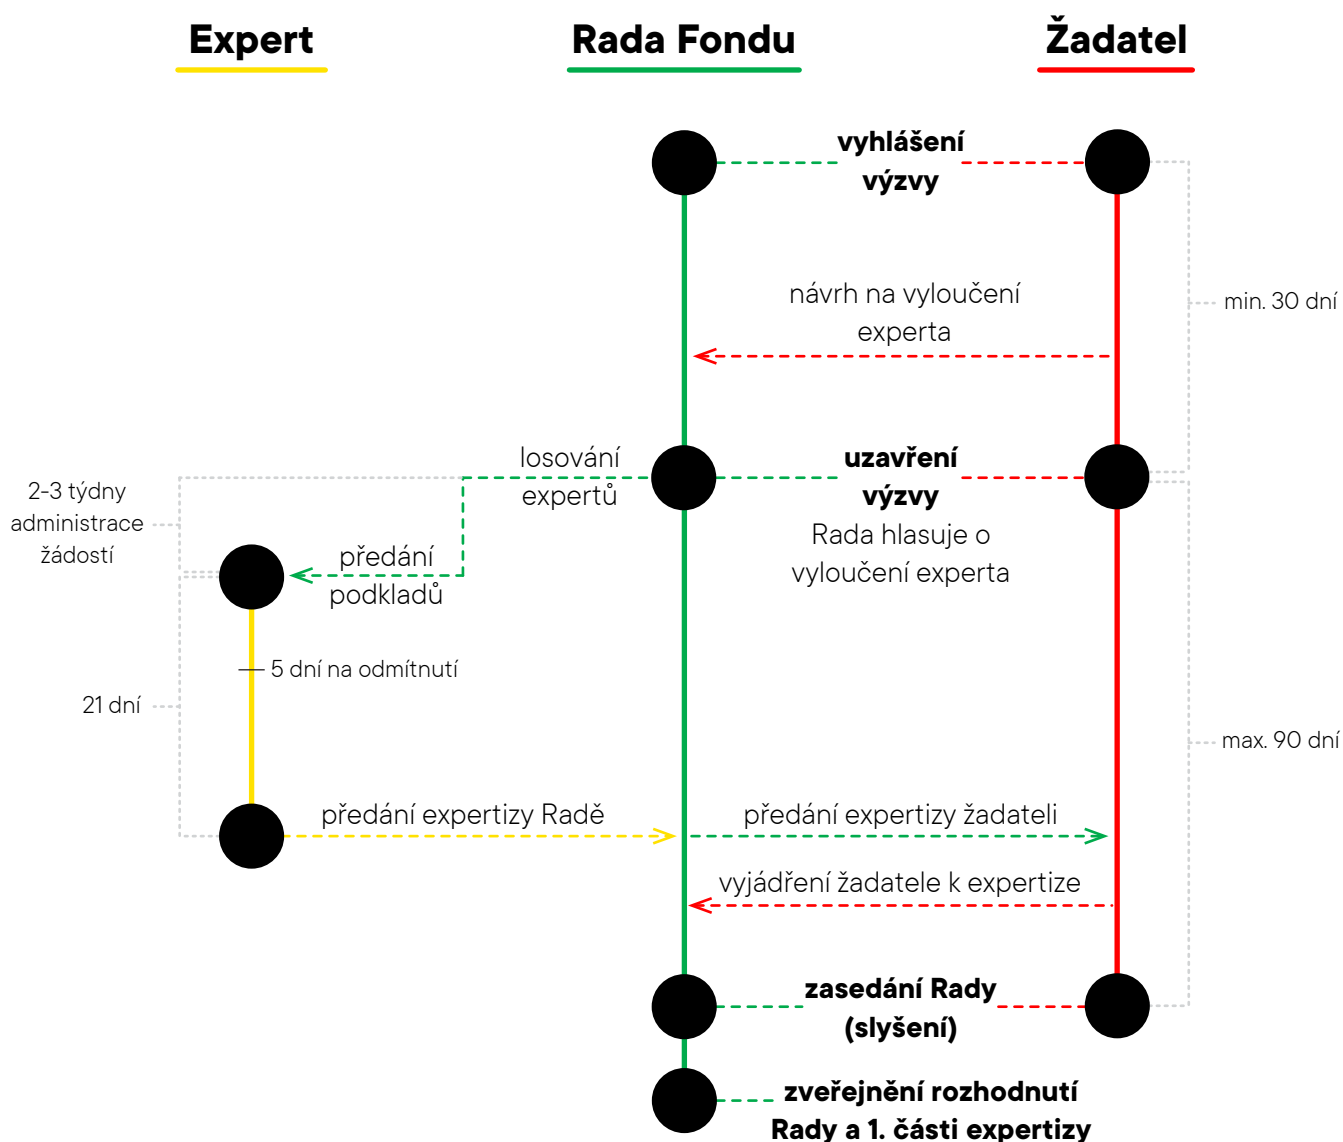 Expert
Rada Fondu
Žadatel
vyhlášení
výzvy
návrh na vyloučení
experta
min. 30 dní
losování
expertů
uzavření
výzvy
Rada hlasuje o
vyloučení experta
2-3 týdny
administrace
žádostí
předání
podkladů
5 dní na odmítnutí
21 dní
max. 90 dní
předání expertizy Radě
předání expertizy žadateli
vyjádření žadatele k expertize
zasedání Rady
(slyšení)
zveřejnění rozhodnutí
Rady a 1. části expertizy